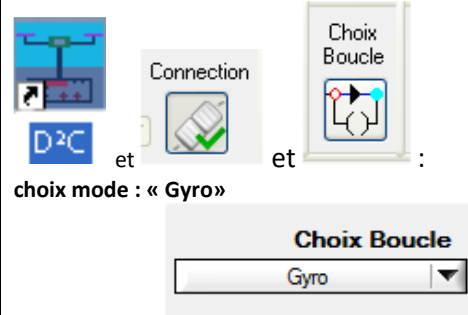 Choix
Boucle
Connection
D²C et et :
choix mode : « Gyro»
Choix Boucle
Gyro